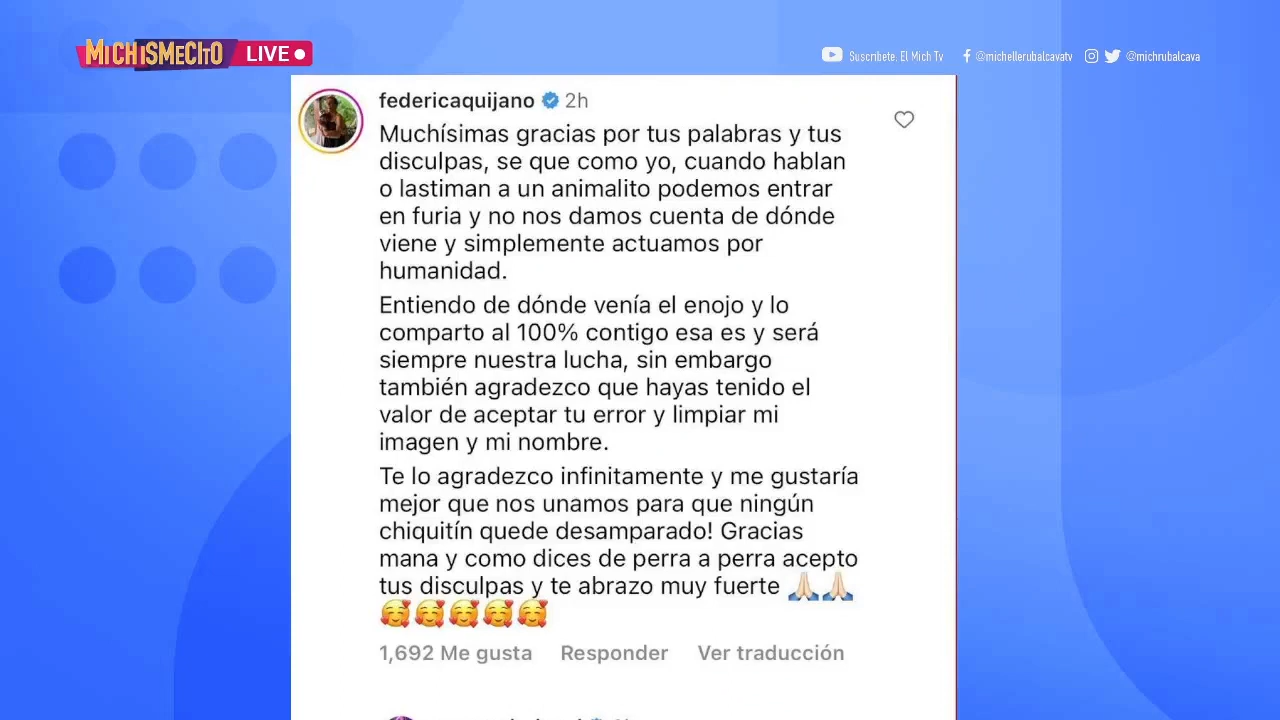 MICHISMECITO LIVE
Suscribete: El Mich Tv @michellerubalcavatv @michrubalcava
federicaquijano 2h
Muchísimas gracias por tus palabras y tus
disculpas, se que como yo, cuando hablan
o lastiman a un animalito podemos entrar
en furia y no nos damos cuenta de dónde
viene y simplemente actuamos por
humanidad.
Entiendo de dónde venía el enojo y lo
comparto al 100% contigo esa es y será
siempre nuestra lucha, sin embargo
también agradezco que hayas tenido el
valor de aceptar tu error y limpiar mi
imagen y mi nombre.
Te lo agradezco infinitamente y me gustaría
mejor que nos unamos para que ningún
chiquitín quede desamparado! Gracias
mana y como dices de perra a perra acepto
tus disculpas y te abrazo muy fuerte 🙏🏻🙏🏻
🥰🥰🥰🥰🥰
1,692 Me gusta Responder Ver traducción